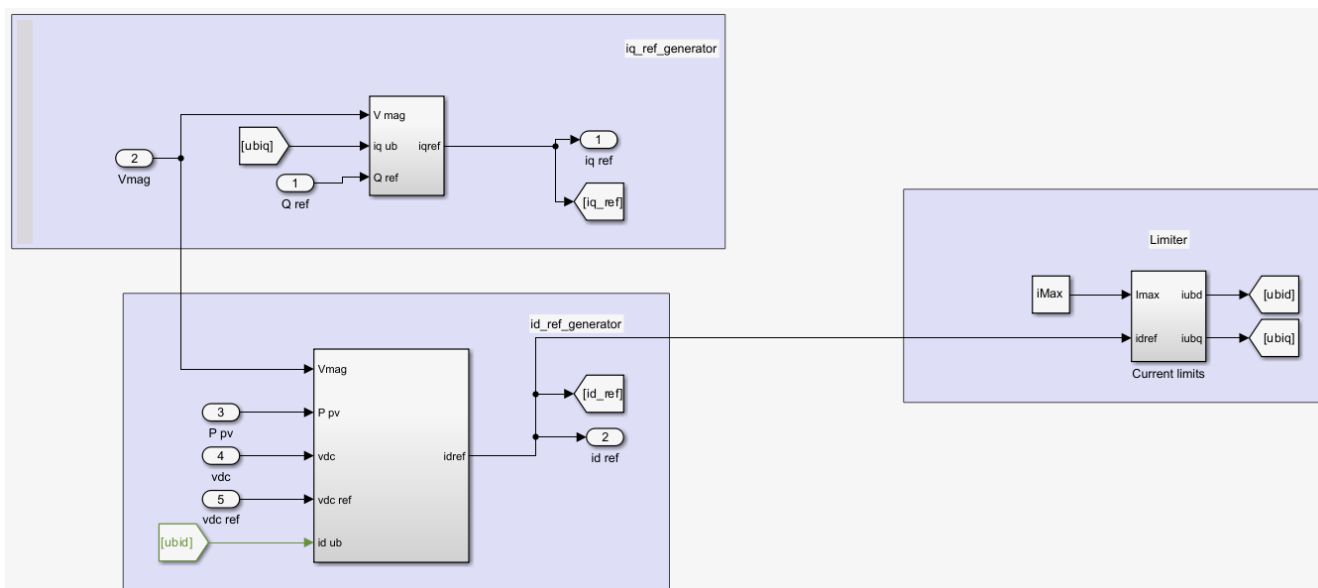 iq_ref_generator
V mag
[ubiq]
iq ub
iqref
1
iq ref
2
Vmag
Q ref
1
Q ref
[iq_ref]
Limiter
iMax
Imax
iubd
[ubid]
idref
iubq
[ubiq]
Current limits
id_ref_generator
Vmag
[id_ref]
3
P pv
P pv
2
id ref
4
vdc
vdc
idref
5
vdc ref
vdc ref
[ubid]
id ub